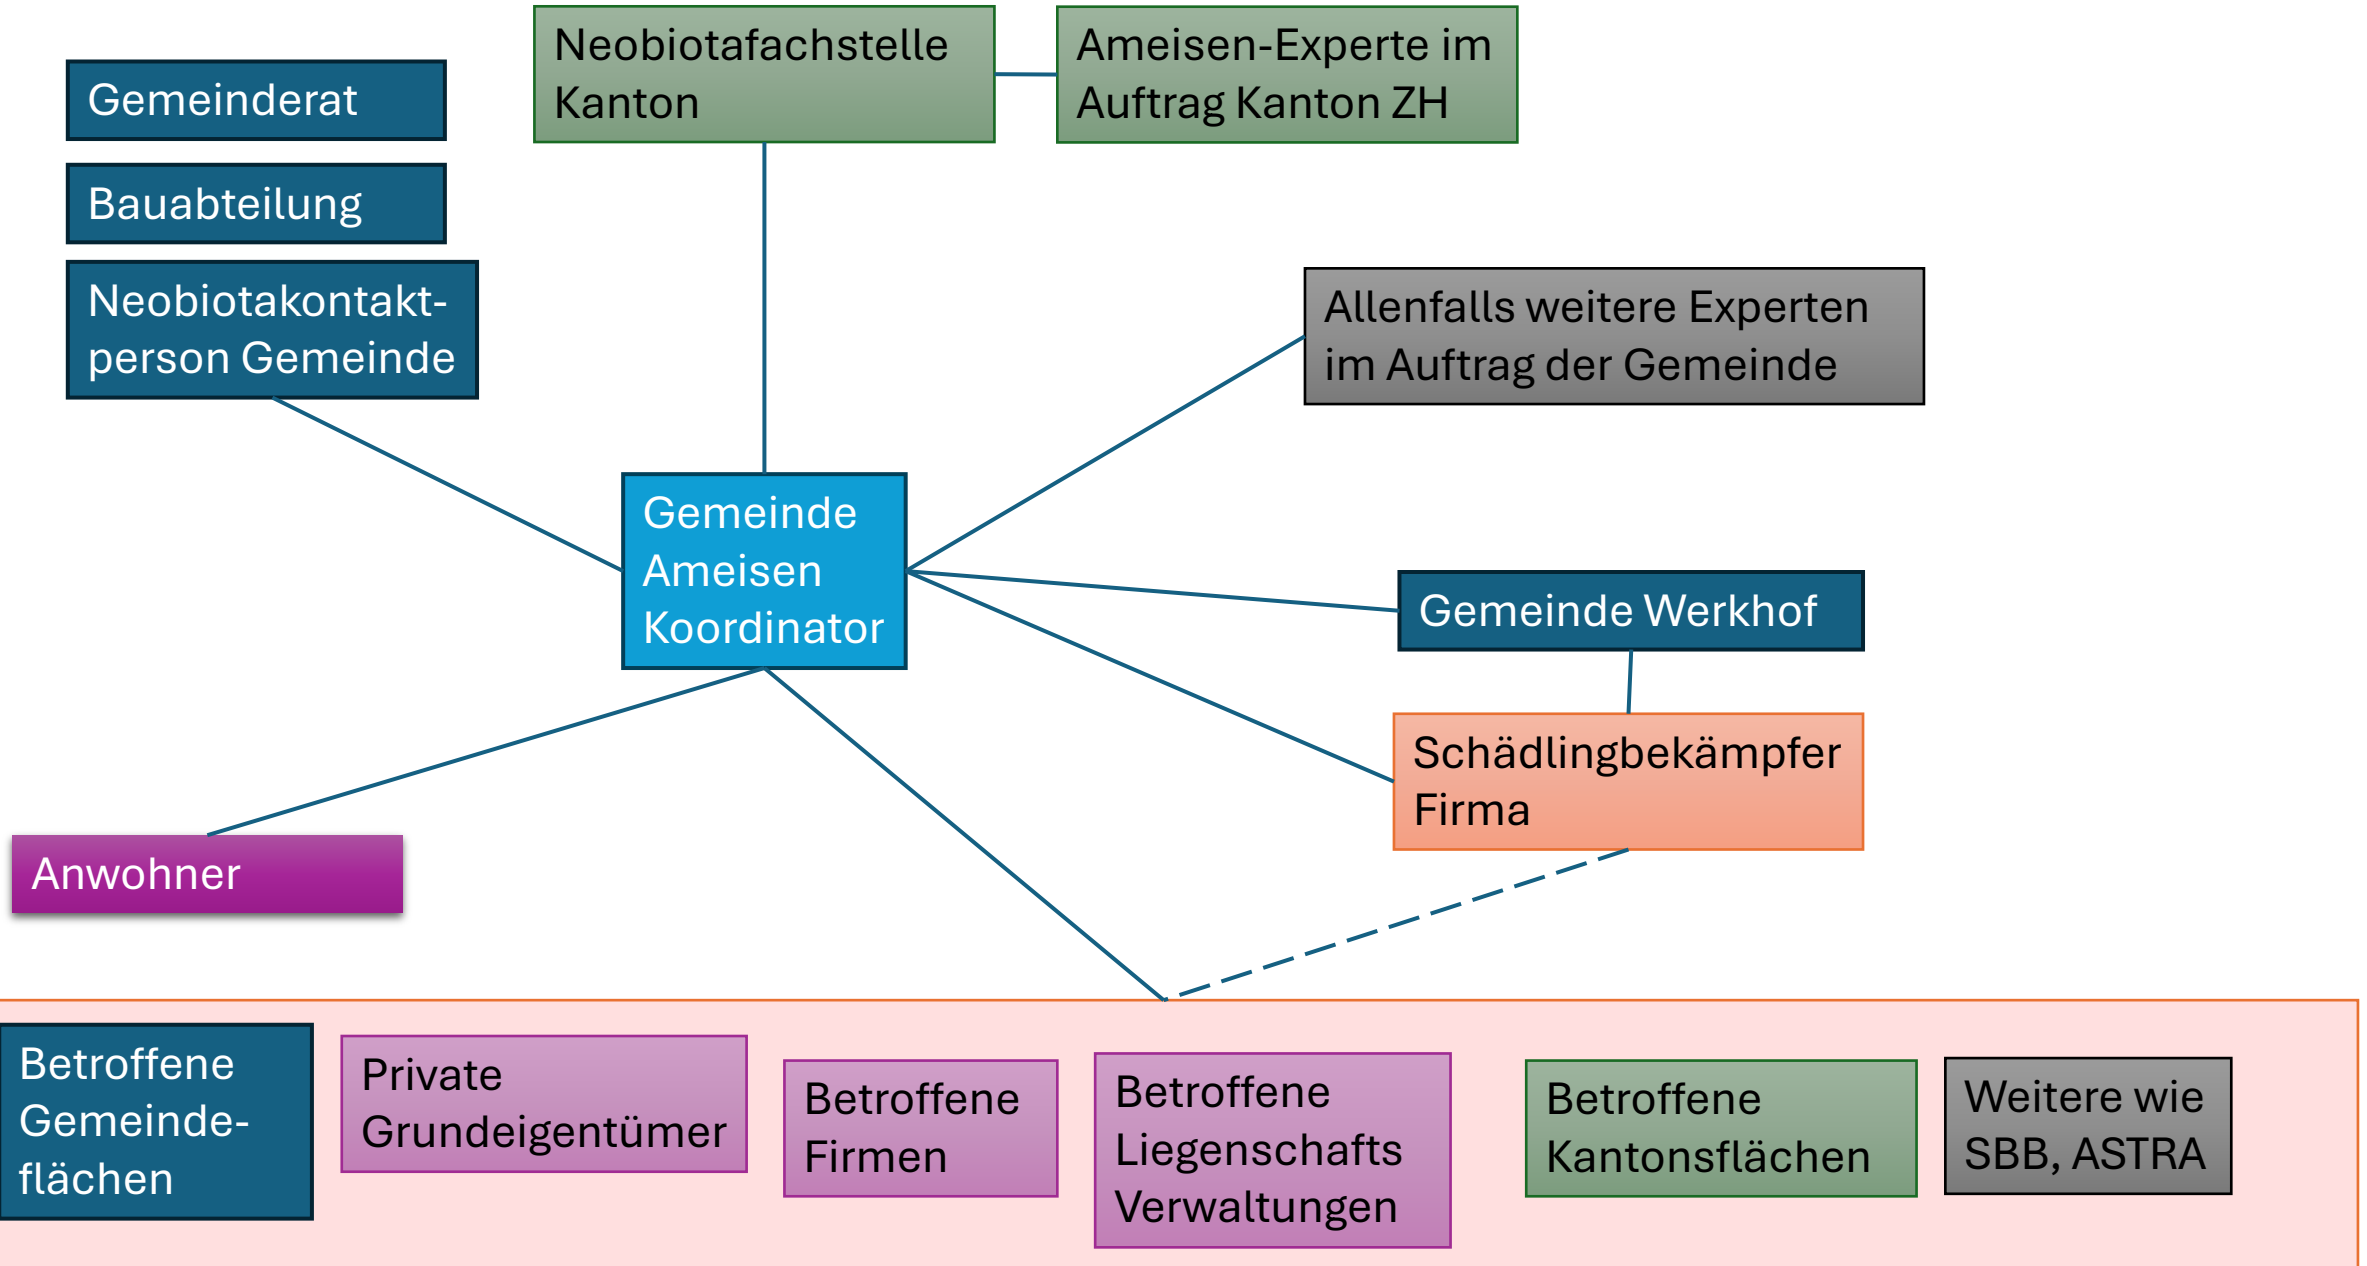 Gemeinderat
Bauabteilung
Neobiotakontakt-
person Gemeinde
Neobiotafachstelle
Kanton
Ameisen-Experte im
Auftrag Kanton ZH
Allenfalls weitere Experten
im Auftrag der Gemeinde
Gemeinde
Ameisen
Koordinator
Gemeinde Werkhof
Schädlingbekämpfer
Firma
Anwohner
Betroffene
Gemeinde-
flächen
Private
Grundeigentümer
Betroffene
Firmen
Betroffene
Liegenschafts
Verwaltungen
Betroffene
Kantonsflächen
Weitere wie
SBB, ASTRA